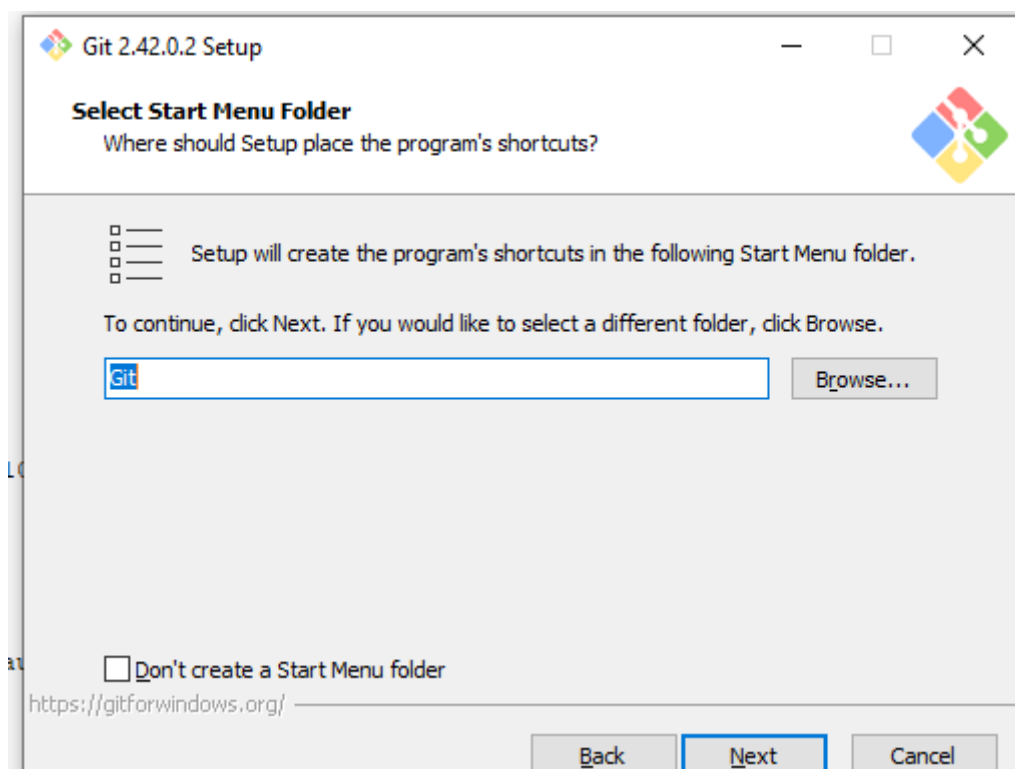 Git 2.42.0.2 Setup
Select Start Menu Folder
Where should Setup place the program's shortcuts?
Setup will create the program's shortcuts in the following Start Menu folder.
To continue, click Next. If you would like to select a different folder, click Browse.
Git
Browse...
Don't create a Start Menu folder
https://gitforwindows.org/
Back
Next
Cancel